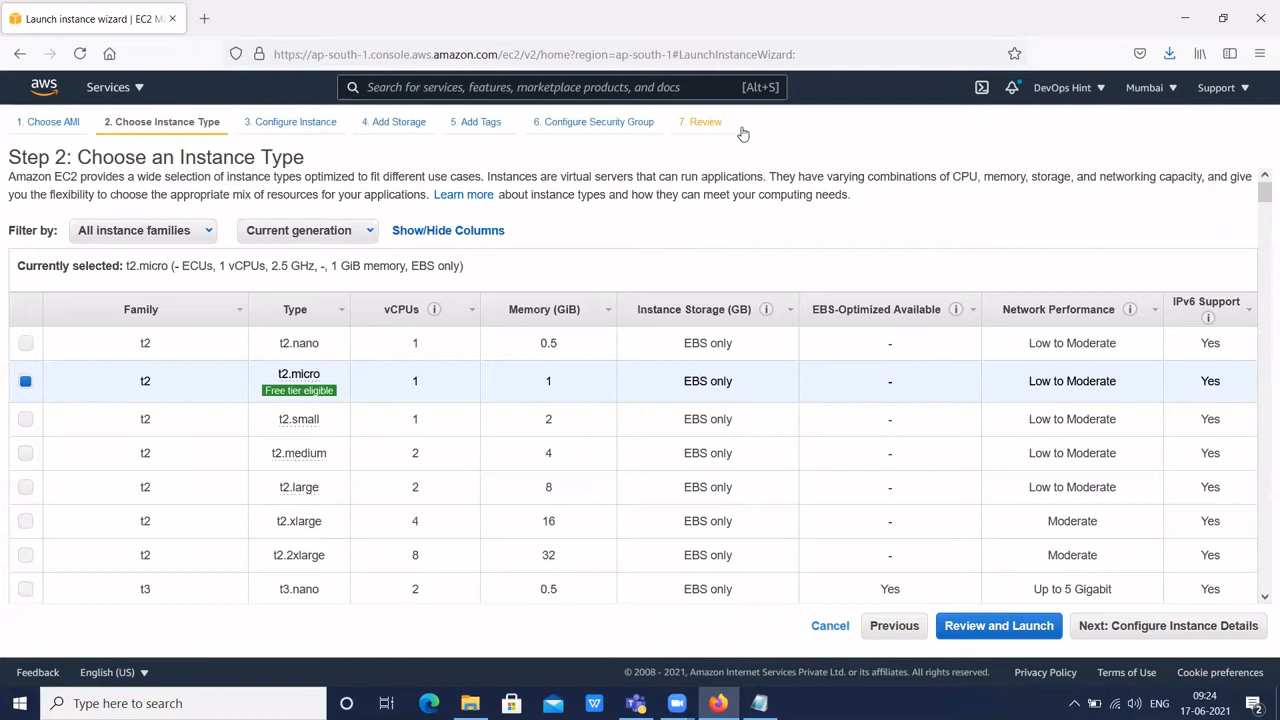 Launch instance wizard | EC2 M
https://ap-south-1.console.aws.amazon.com/ec2/v2/home?region=ap-south-1#LaunchInstanceWizard:
aws
Services
Search for services, features, marketplace products, and docs
[Alt+S]
DevOps Hint
Mumbai
Support
1. Choose AMI
2. Choose Instance Type
3. Configure Instance
4. Add Storage
5. Add Tags
6. Configure Security Group
7. Review
Step 2: Choose an Instance Type
Amazon EC2 provides a wide selection of instance types optimized to fit different use cases. Instances are virtual servers that can run applications. They have varying combinations of CPU, memory, storage, and networking capacity, and give
you the flexibility to choose the appropriate mix of resources for your applications. Learn more about instance types and how they can meet your computing needs.
Filter by: All instance families Current generation Show/Hide Columns
Currently selected: t2.micro (- ECUs, 1 vCPUs, 2.5 GHz, -, 1 GiB memory, EBS only)
Family Type vCPUs Memory (GiB) Instance Storage (GB) EBS-Optimized Available Network Performance IPv6 Support
t2 t2.nano 1 0.5 EBS only - Low to Moderate Yes
t2 t2.micro 1 1 EBS only - Low to Moderate Yes
Free tier eligible
t2 t2.small 1 2 EBS only - Low to Moderate Yes
t2 t2.medium 2 4 EBS only - Low to Moderate Yes
t2 t2.large 2 8 EBS only - Low to Moderate Yes
t2 t2.xlarge 4 16 EBS only - Moderate Yes
t2 t2.2xlarge 8 32 EBS only - Moderate Yes
t3 t3.nano 2 0.5 EBS only Yes Up to 5 Gigabit Yes
Cancel
Previous
Review and Launch
Next: Configure Instance Details
Feedback
English (US)
© 2008 - 2021, Amazon Internet Services Private Ltd. or its affiliates. All rights reserved.
Privacy Policy
Terms of Use
Cookie preferences
Type here to search
ENG
09:24
17-06-2021
2